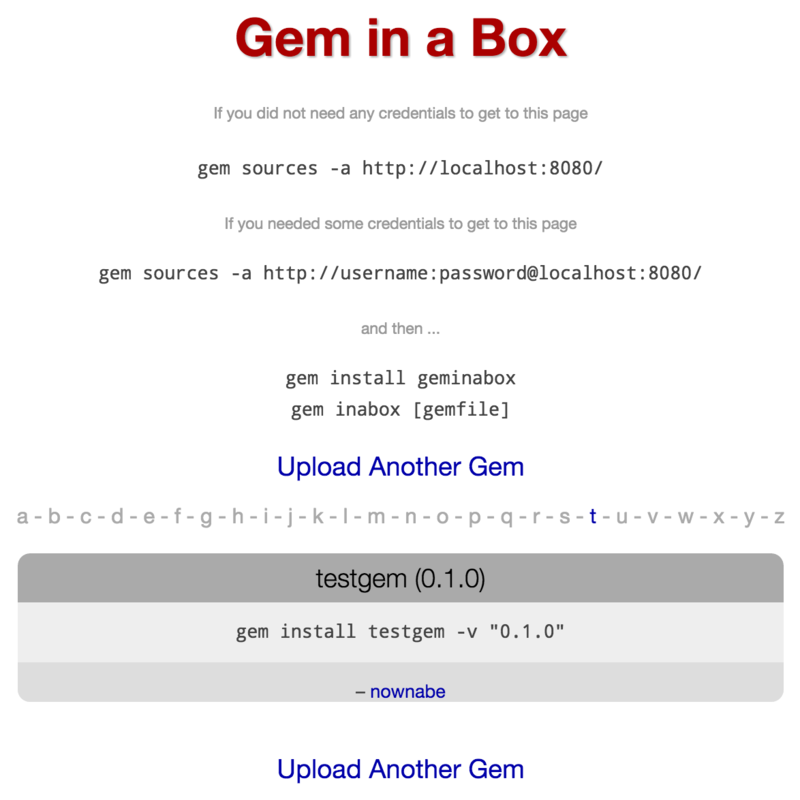 Gem in a Box
If you did not need any credentials to get to this page
gem sources -a http://localhost:8080/
If you needed some credentials to get to this page
gem sources -a http://username:password@localhost:8080/
and then ...
gem install geminabox
gem inabox [gemfile]
Upload Another Gem
a - b - c - d - e - f - g - h - i - j - k - l - m - n - o - p - q - r - s - t - u - v - w - x - y - z
testgem (0.1.0)
gem install testgem -v "0.1.0"
– nownabe
Upload Another Gem